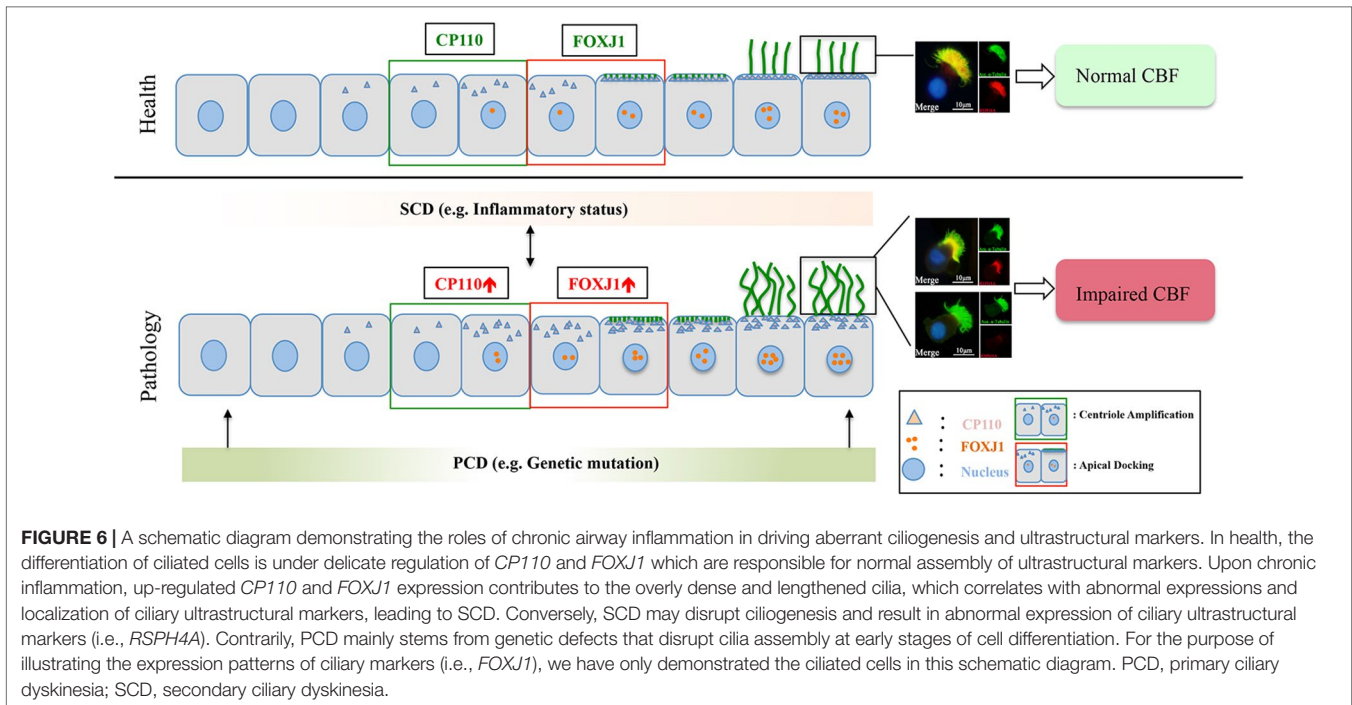 CP110
FOXJ1
Health
Merge
10μm
Normal CBF
SCD (e.g. Inflammatory status)
CP110
FOXJ1
Pathology
Merge
10μm
Merge
10μm
Impaired CBF
PCD (e.g. Genetic mutation)
: CP110
: FOXJ1
: Nucleus
: Centriole Amplification
: Apical Docking
FIGURE 6 | A schematic diagram demonstrating the roles of chronic airway inflammation in driving aberrant ciliogenesis and ultrastructural markers. In health, the
differentiation of ciliated cells is under delicate regulation of CP110 and FOXJ1 which are responsible for normal assembly of ultrastructural markers. Upon chronic
inflammation, up-regulated CP110 and FOXJ1 expression contributes to the overly dense and lengthened cilia, which correlates with abnormal expressions and
localization of ciliary ultrastructural markers, leading to SCD. Conversely, SCD may disrupt ciliogenesis and result in abnormal expression of ciliary ultrastructural
markers (i.e., RSPH4A). Contrarily, PCD mainly stems from genetic defects that disrupt cilia assembly at early stages of cell differentiation. For the purpose of
illustrating the expression patterns of ciliary markers (i.e., FOXJ1), we have only demonstrated the ciliated cells in this schematic diagram. PCD, primary ciliary
dyskinesia; SCD, secondary ciliary dyskinesia.